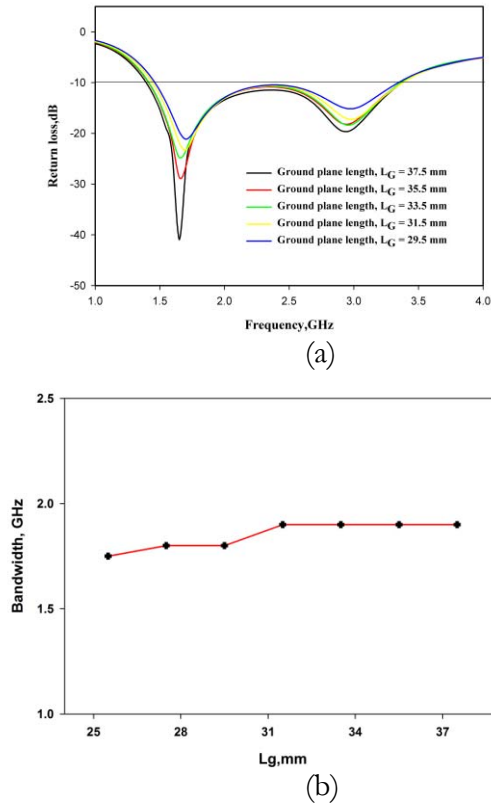 (a)
0
-10
-20
-30
-40
-50
Return loss,dB
Ground plane length, LG = 37.5 mm
Ground plane length, LG = 35.5 mm
Ground plane length, LG = 33.5 mm
Ground plane length, LG = 31.5 mm
Ground plane length, LG = 29.5 mm
1.0 1.5 2.0 2.5 3.0 3.5 4.0
Frequency,GHz
(a)
2.5
2.0
1.5
1.0
Bandwidth, GHz
25 28 31 34 37
Lg,mm
(b)